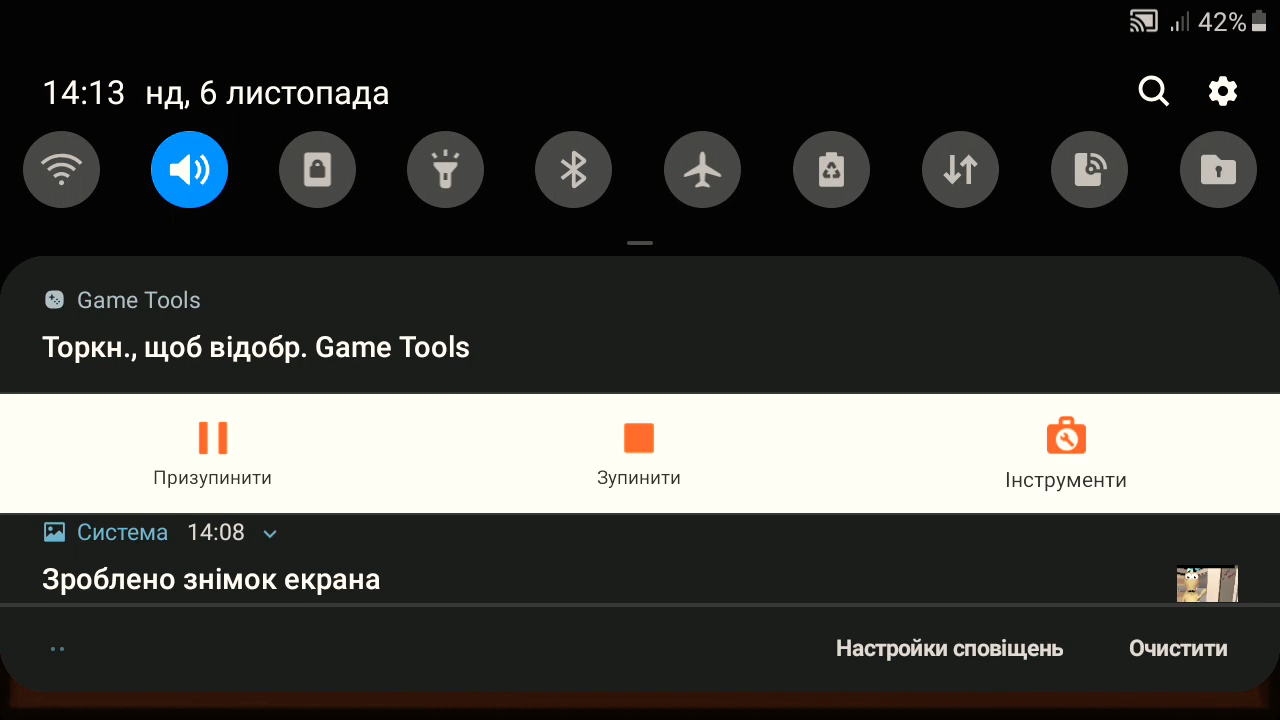 42%
14:13 нд, 6 листопада
Game Tools
Торкн., щоб відобр. Game Tools
Призупинити
Зупинити
Інструменти
Система 14:08
Зроблено знімок екрана
Настройки сповіщень
Очистити